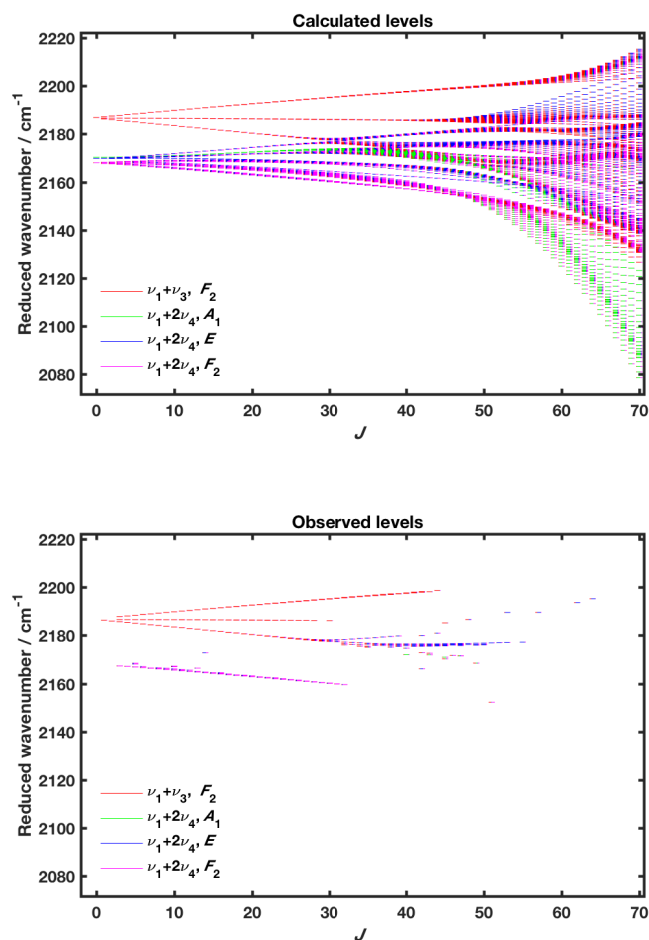 Calculated levels
2220
2200
2180
2160
2140
2120
2100
2080
Reduced wavenumber / cm⁻¹
ν₁+ν₃, F₂
ν₁+2ν₄, A₁
ν₁+2ν₄, E
ν₁+2ν₄, F₂
0 10 20 30 40 50 60 70
J
Observed levels
2220
2200
2180
2160
2140
2120
2100
2080
Reduced wavenumber / cm⁻¹
ν₁+ν₃, F₂
ν₁+2ν₄, A₁
ν₁+2ν₄, E
ν₁+2ν₄, F₂
0 10 20 30 40 50 60 70
J